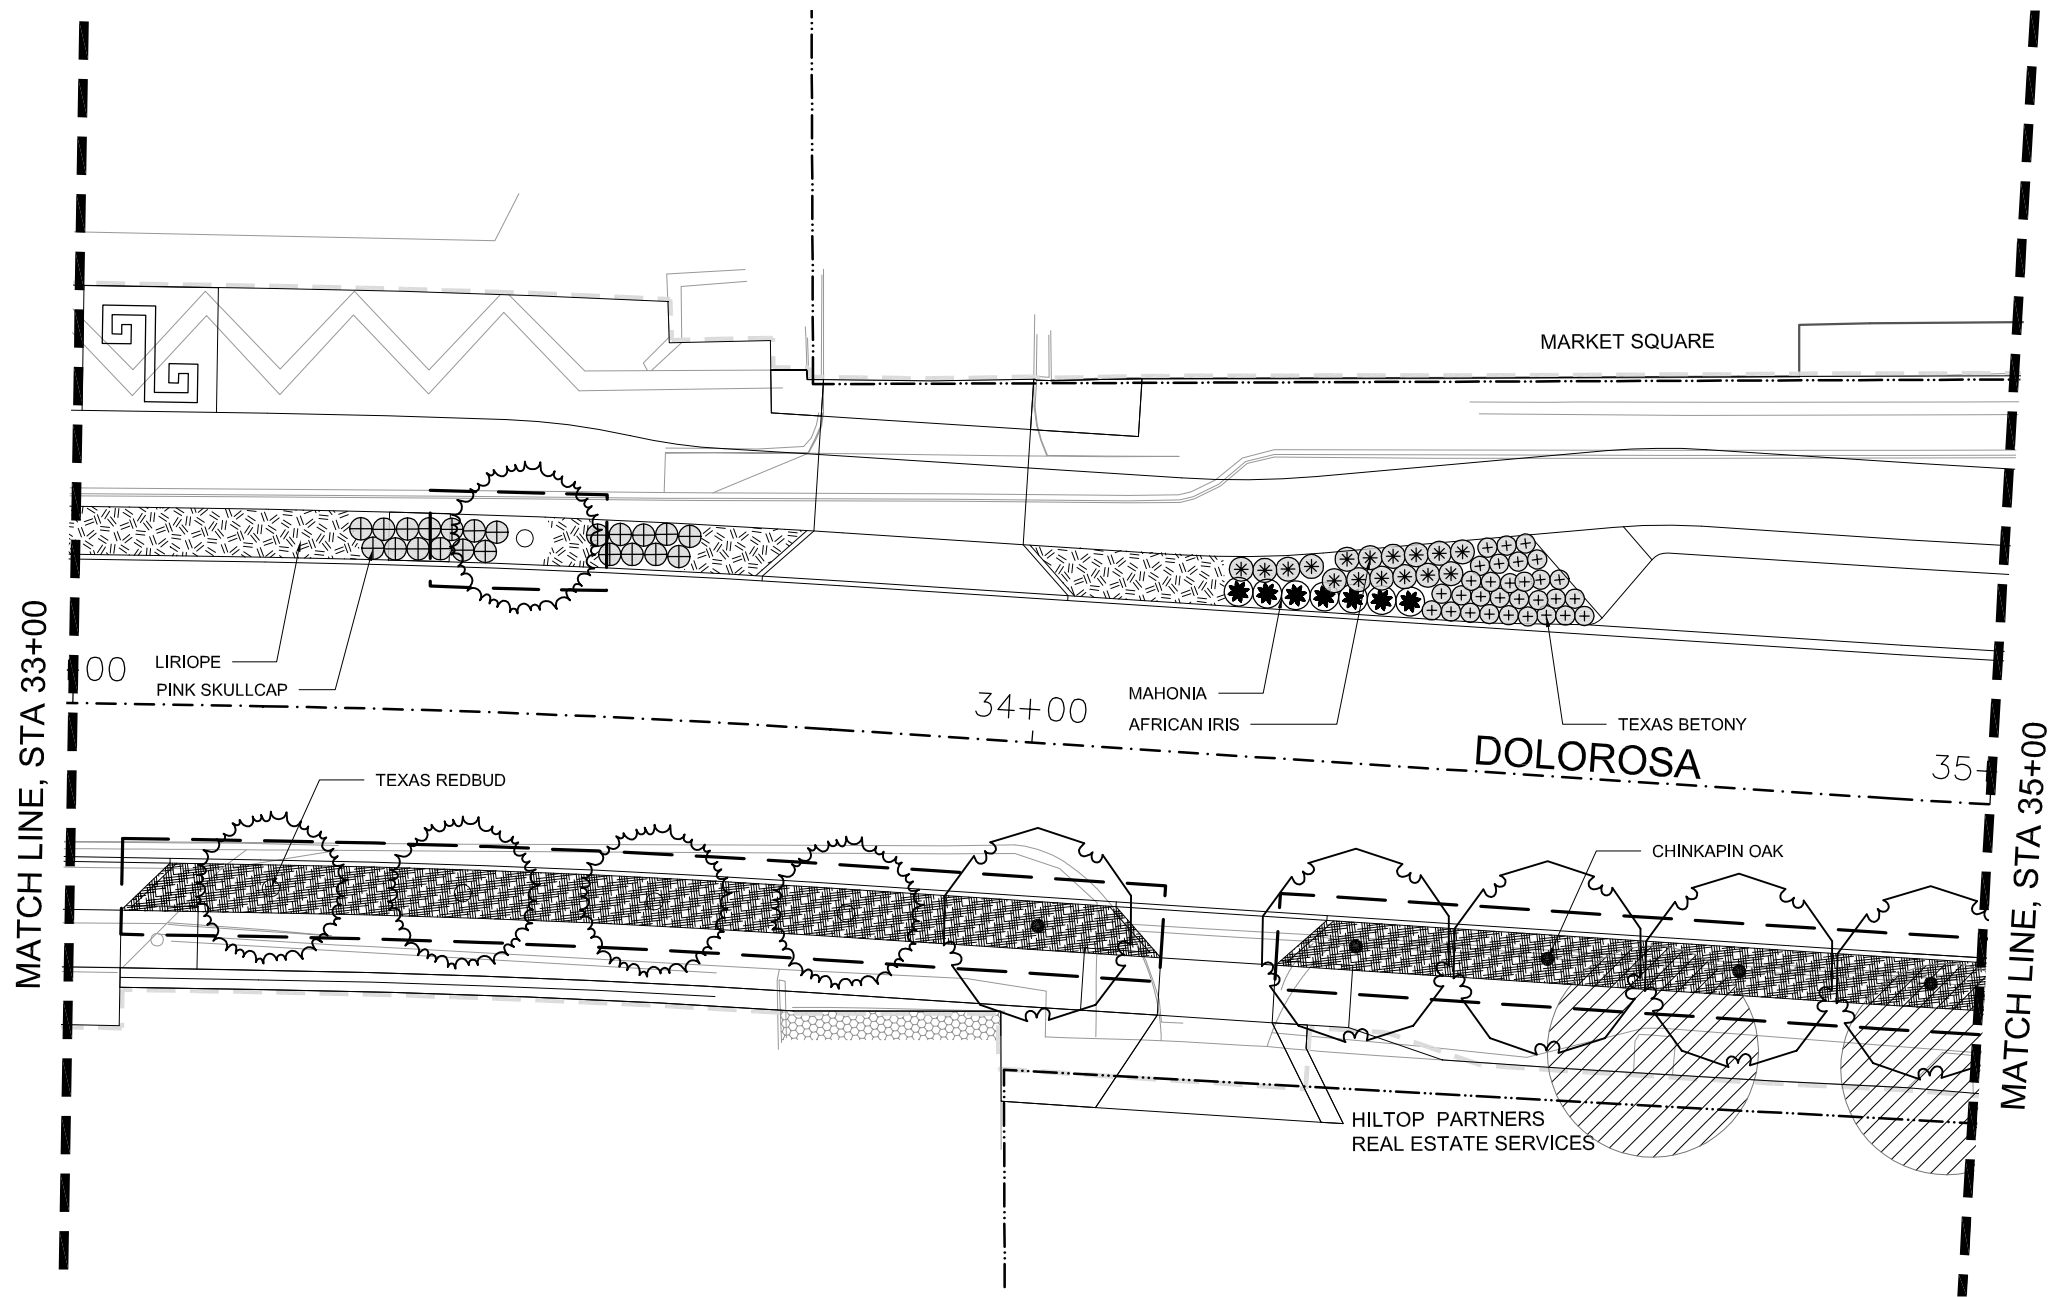 MARKET SQUARE
MATCH LINE, STA 33+00
00
LIRIOPE
PINK SKULLCAP
34+00
MAHONIA
AFRICAN IRIS
TEXAS BETONY
DOLOROSA
35
MATCH LINE, STA 35+00
TEXAS REDBUD
CHINKAPIN OAK
HILTOP PARTNERS
REAL ESTATE SERVICES